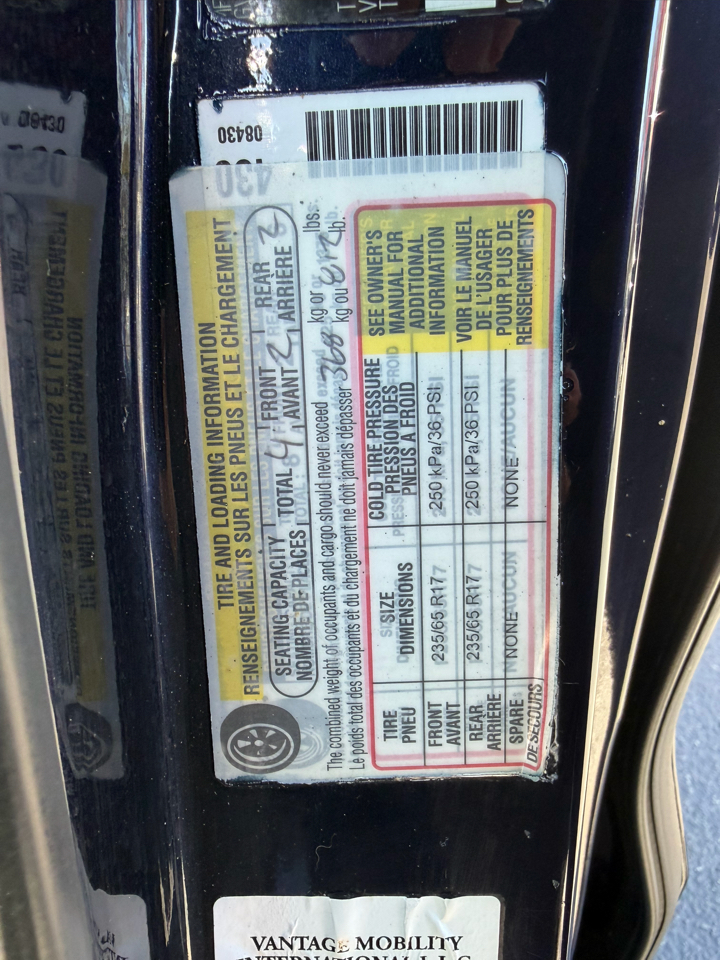 08430
430
TIRE AND LOADING INFORMATION
RENSEIGNEMENTS SUR LES PNEUS ET LE CHARGEMENT
SEATING CAPACITY TOTAL 4 FRONT 2 REAR
NOMBRE DE PLACES AVANT ARRIÈRE
The combined weight of occupants and cargo should never exceed 368 kg or lbs.
Le poids total des occupants et du chargement ne doit jamais dépasser kg ou 812 lb.
TIRE SIZE COLD TIRE PRESSURE SEE OWNER'S
PNEU DIMENSIONS PRESSION DES MANUAL FOR
PNEUS A FROID ADDITIONAL
FRONT 235/65 R17 250 kPa/36 PSI INFORMATION
AVANT
REAR 235/65 R17 250 kPa/36 PSI VOIR LE MANUEL
ARRIÈRE DE L'USAGER
SPARE NONE NONE/AUCUN POUR PLUS DE
DE SECOURS RENSEIGNEMENTS
VANTAGE MOBILITY
INTERNATIONAL, L.L.C.